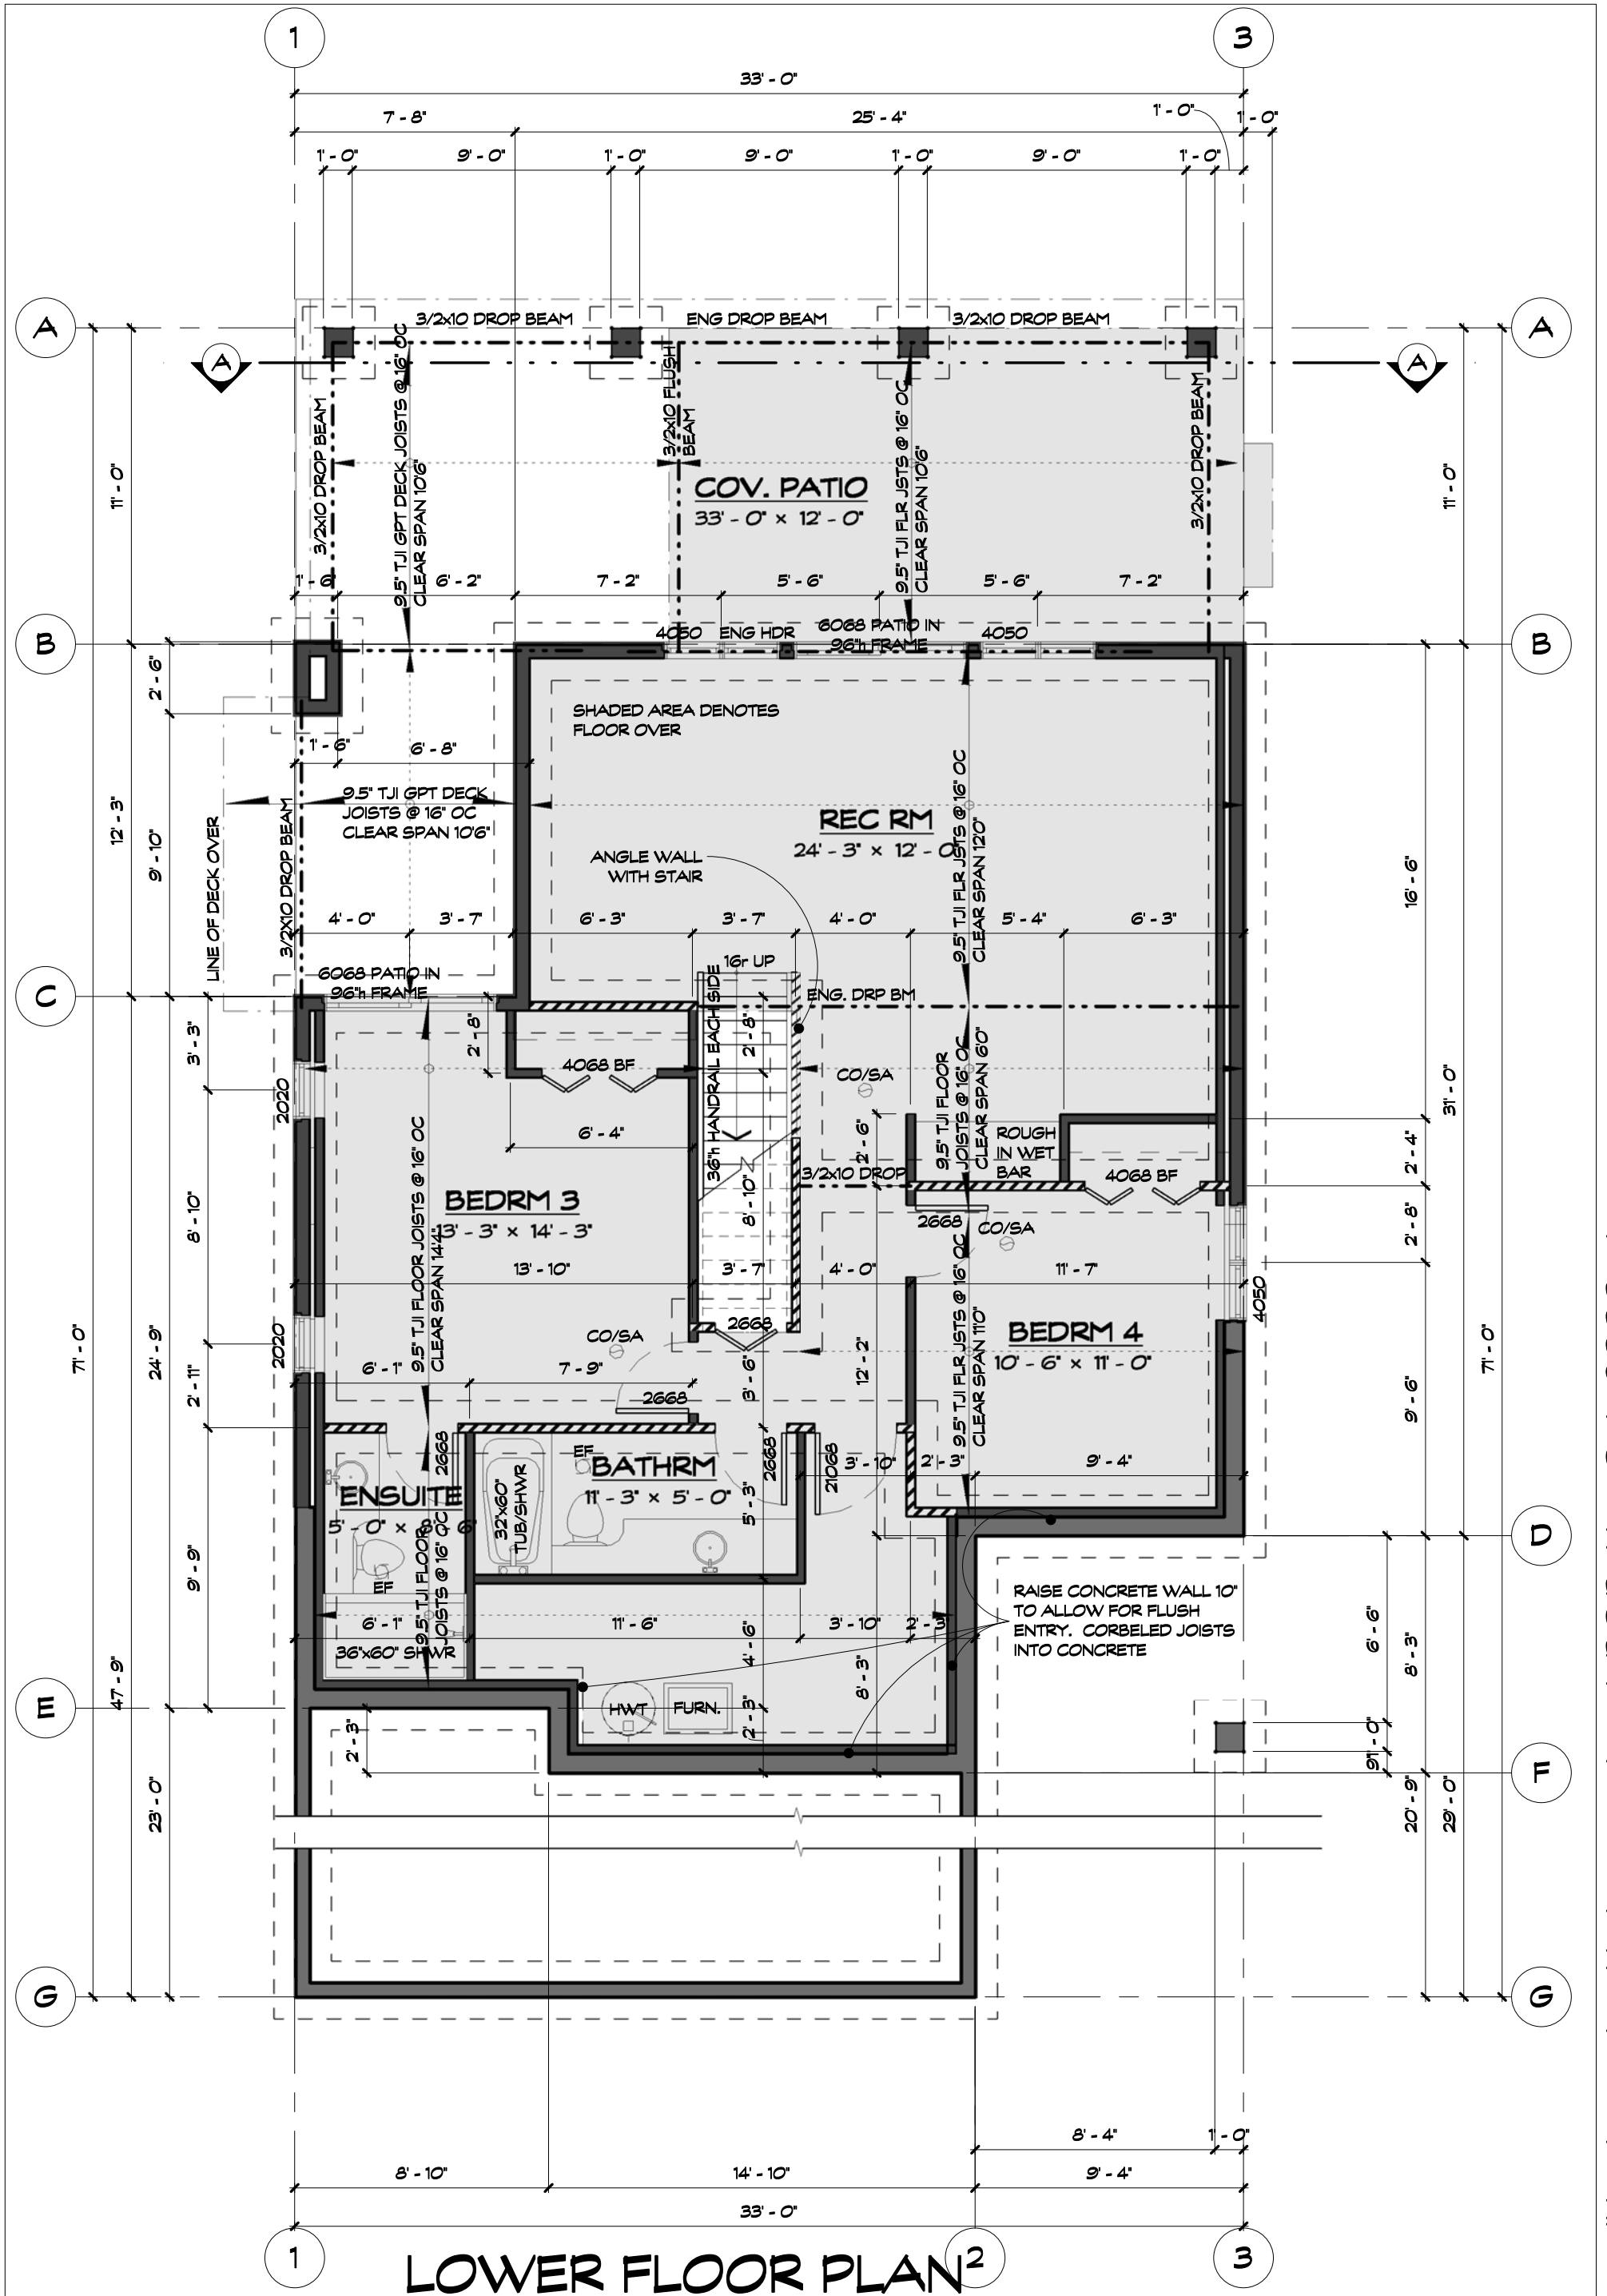 1
3
33' - 0"
7' - 8"
25' - 4"
1' - 0"
1' - 0"
1' - 0"
9' - 0"
1' - 0"
9' - 0"
1' - 0"
9' - 0"
1' - 0"
A
3/2x10 DROP BEAM
ENG DROP BEAM
3/2x10 DROP BEAM
A
A
A
3/2x10 DROP BEAM
9.5" TJI GPT DECK JOISTS @ 16" OC
CLEAR SPAN 10'6"
3/2x10 FLUSH
BEAM
9.5" TJI FLR JSTS @ 16" OC
CLEAR SPAN 10'6"
3/2x10 DROP BEAM
11' - 0"
11' - 0"
COV. PATIO
33' - 0" × 12' - 0"
1' - 6"
6' - 2"
7' - 2"
5' - 6"
5' - 6"
7' - 2"
B
4050
ENG HDR
6068 PATIO IN
96"h FRAME
4050
B
2' - 6"
SHADED AREA DENOTES
FLOOR OVER
1' - 6"
6' - 8"
9.5" TJI GPT DECK
JOISTS @ 16" OC
CLEAR SPAN 10'6"
12' - 3"
9' - 10"
LINE OF DECK OVER
3/2X10 DROP BEAM
REC RM
24' - 3" × 12' - 0"
9.5" TJI FLR JSTS @ 16" OC
CLEAR SPAN 12'0"
ANGLE WALL
WITH STAIR
16' - 6"
4' - 0"
3' - 7"
6' - 3"
3' - 7"
4' - 0"
5' - 4"
6' - 3"
C
6068 PATIO IN
96"h FRAME
16r UP
ENG. DRP BM
36"h HANDRAIL EACH SIDE
3' - 3"
2' - 8"
2' - 8"
2020
4068 BF
CO/SA
9.5" TJI FLOOR
JOISTS @ 16" OC
CLEAR SPAN 6'0"
31' - 0"
6' - 4"
2' - 6"
ROUGH
IN WET
BAR
2' - 4"
3/2x10 DROP
4068 BF
BEDRM 3
13' - 3" × 14' - 3"
8' - 10"
8' - 10"
9.5" TJI FLOOR JOISTS @ 16" OC
CLEAR SPAN 14'4"
2668
CO/SA
2' - 8"
13' - 10"
3' - 7"
4' - 0"
11' - 7"
4050
9.5" TJI FLR JSTS @ 16" OC
CLEAR SPAN 11'0"
71' - 0"
24' - 9"
2020
CO/SA
2668
BEDRM 4
10' - 6" × 11' - 0"
71' - 0"
6' - 1"
7' - 9"
3' - 6"
12' - 2"
2' - 11"
2668
9' - 6"
2668
EF
BATHRM
11' - 3" × 5' - 0"
2668
21068
3' - 10"
2' - 3"
9' - 4"
ENSUITE
5' - 0" × 8' - 6"
32"x60"
TUB/SHWR
5' - 3"
D
9' - 9"
EF
9.5" TJI FLOOR
JOISTS @ 16" OC
RAISE CONCRETE WALL 10"
TO ALLOW FOR FLUSH
ENTRY. CORBELED JOISTS
INTO CONCRETE
6' - 1"
11' - 6"
3' - 10"
2' - 3"
36"x60" SHWR
4' - 6"
8' - 3"
6' - 6"
8' - 3"
47' - 9"
E
HWT
FURN.
2' - 3"
2' - 3"
1' - 0"
F
23' - 0"
20' - 9"
29' - 0"
G
G
8' - 4"
1' - 0"
8' - 10"
14' - 10"
9' - 4"
33' - 0"
1
2
3
LOWER FLOOR PLAN